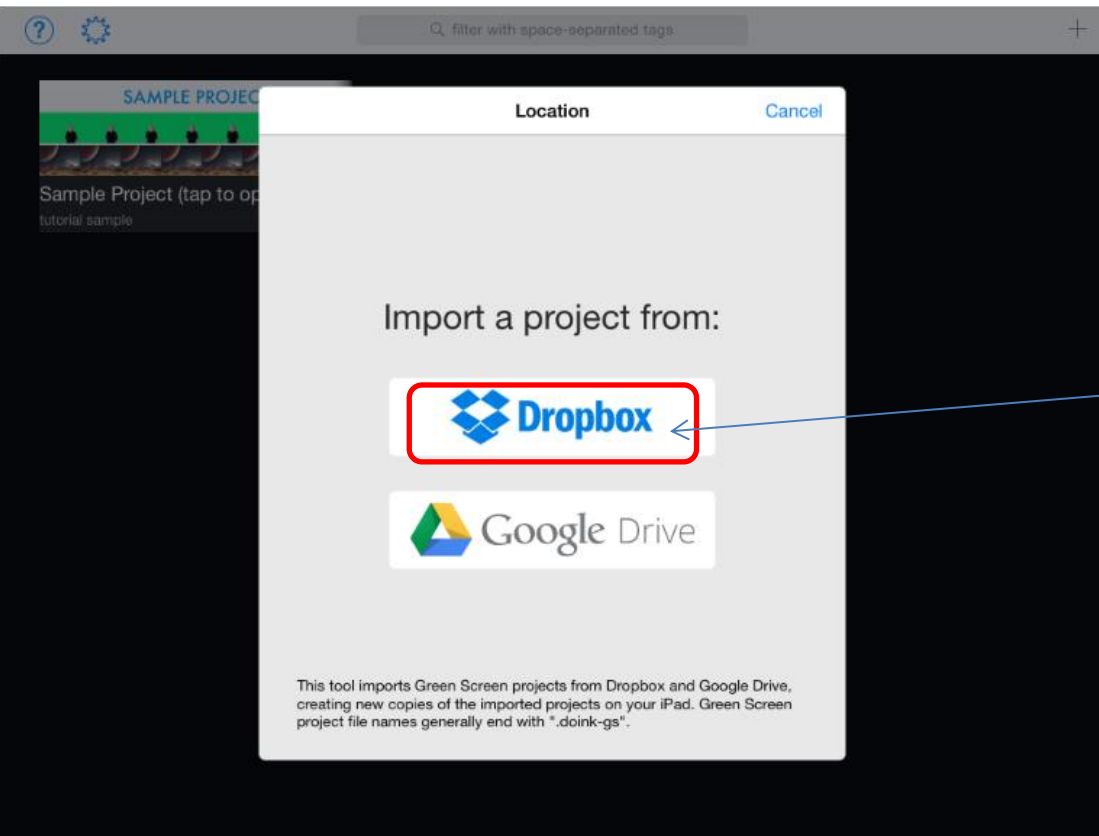 ?
filter with space-separated tags
+
SAMPLE PROJEC
Sample Project (tap to op
tutorial sample
Location
Cancel
Import a project from:
Dropbox
Google Drive
This tool imports Green Screen projects from Dropbox and Google Drive,
creating new copies of the imported projects on your iPad. Green Screen
project file names generally end with ".doink-gs".